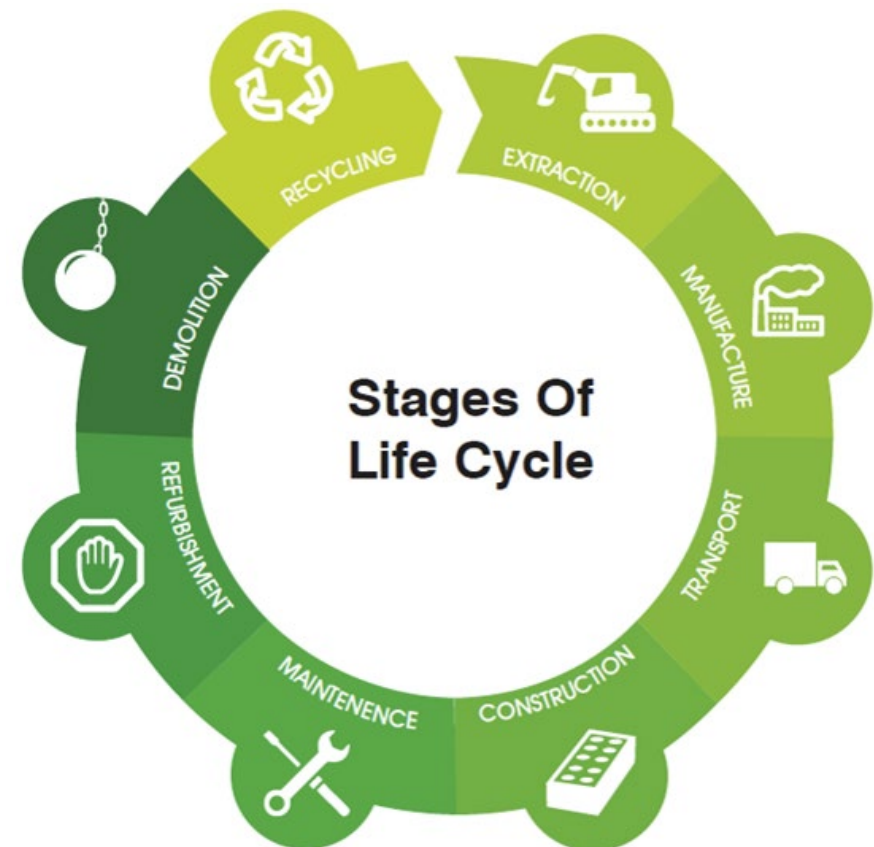 Stages Of
Life Cycle
EXTRACTION
MANUFACTURE
TRANSPORT
CONSTRUCTION
MAINTENENCE
REFURBISHMENT
DEMOLITION
RECYCLING